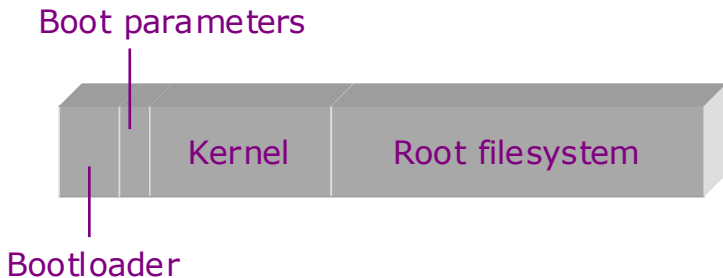 Boot parameters
Kernel
Root filesystem
Bootloader